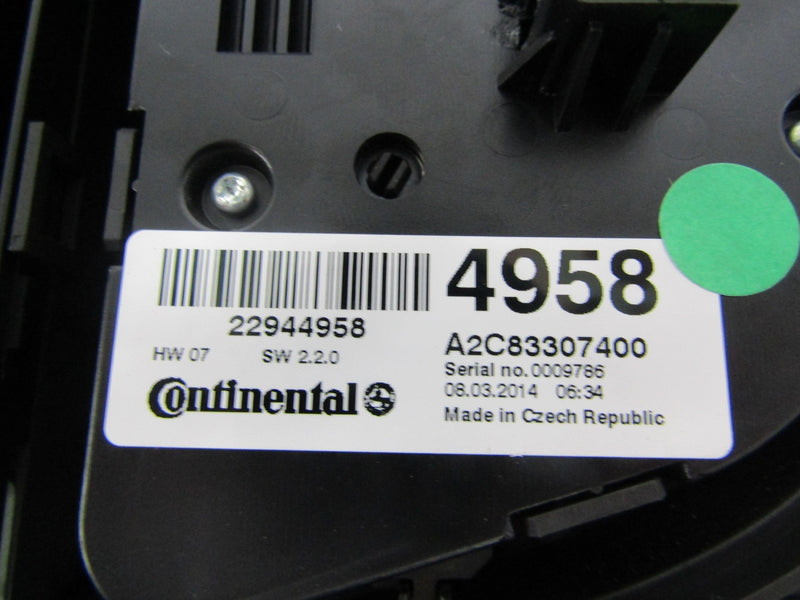 4958
22944958
HW 07 SW 2.2.0
A2C83307400
Serial no.0009786
08.03.2014 06:34
Continental
Made in Czech Republic